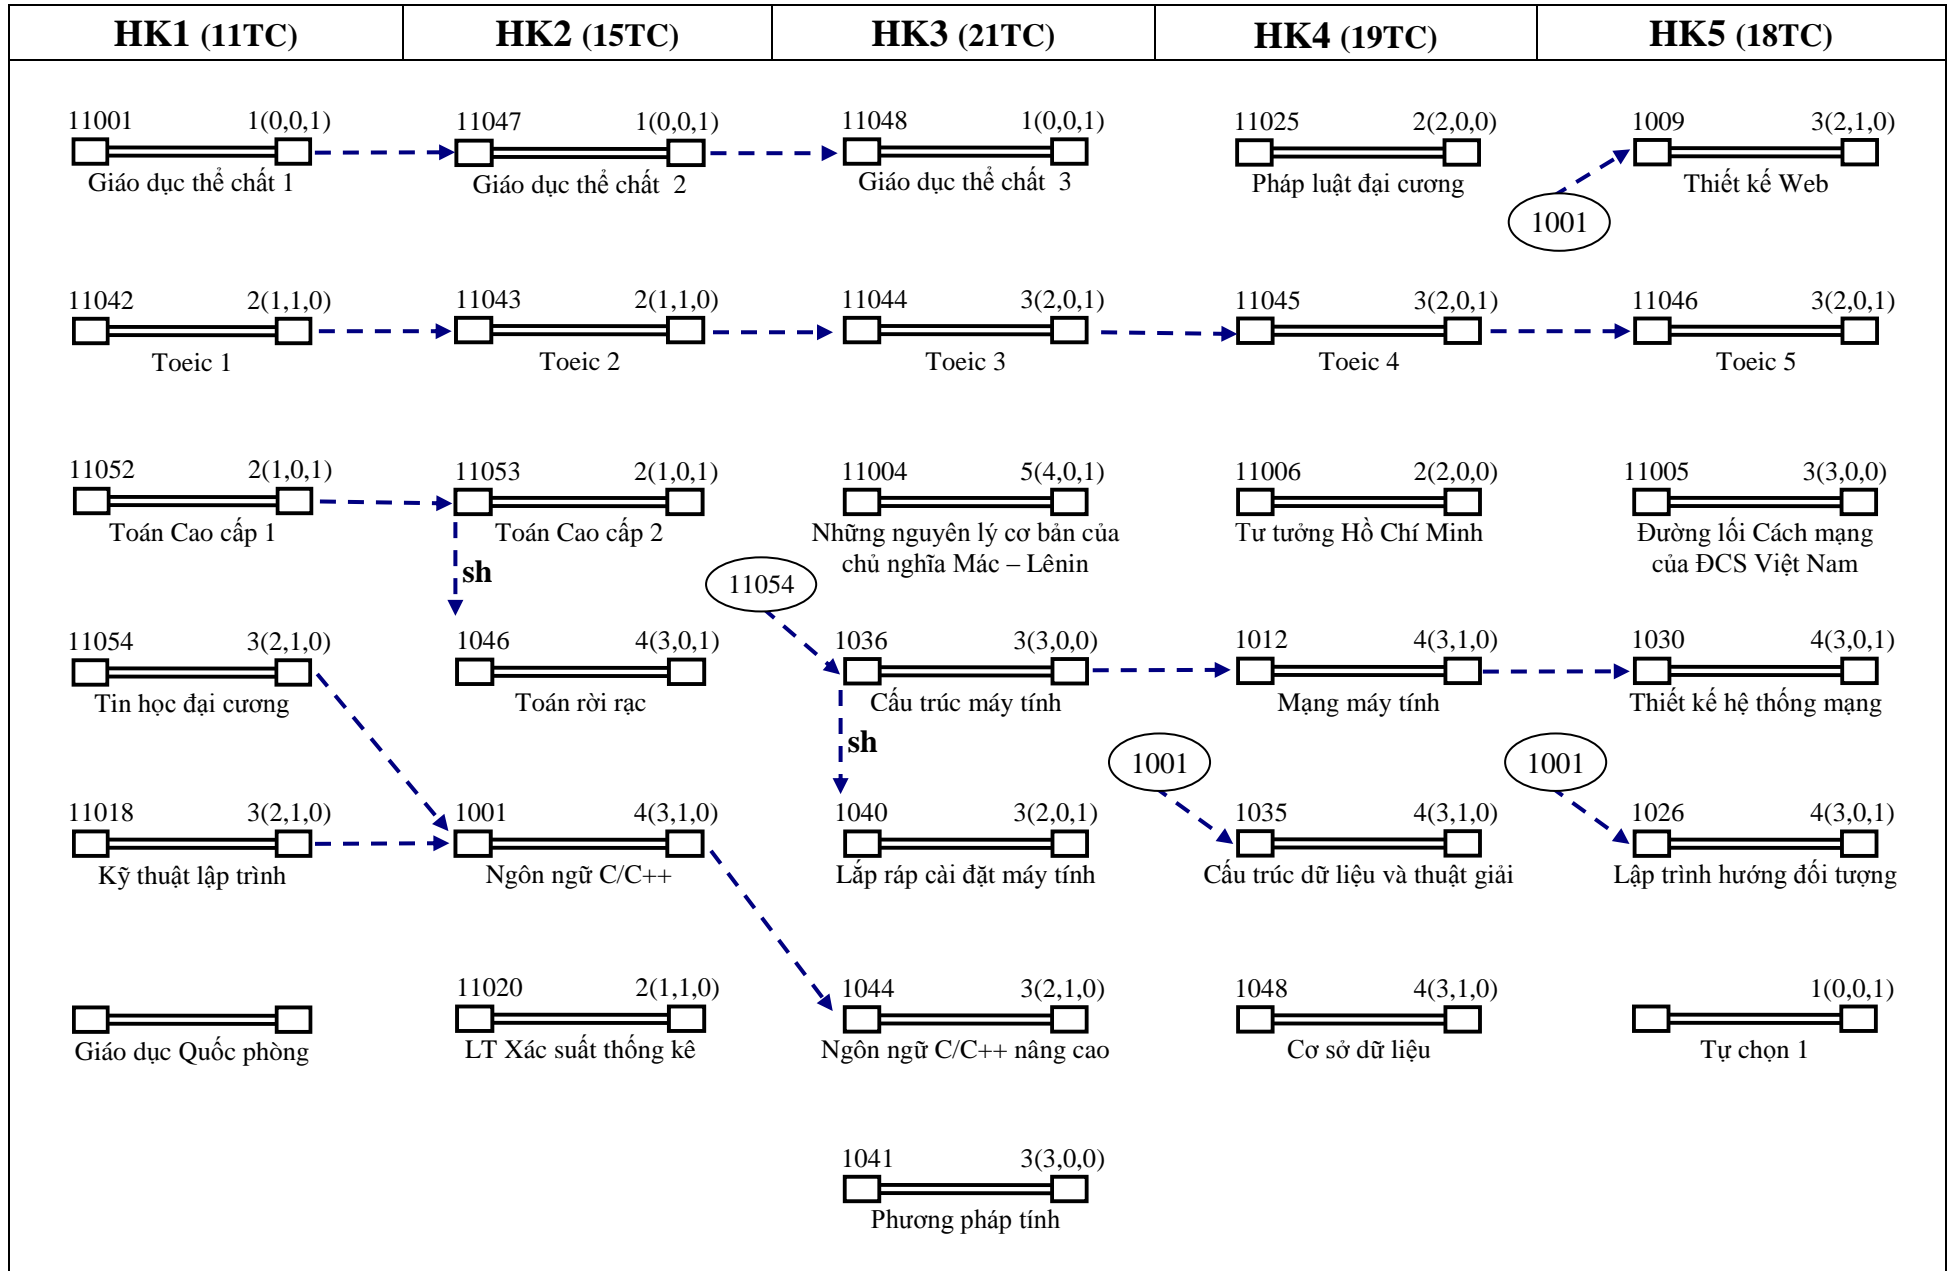 HK1 (11TC) HK2 (15TC) HK3 (21TC) HK4 (19TC) HK5 (18TC)
11001 1(0,0,1) 11047 1(0,0,1) 11048 1(0,0,1) 11025 2(2,0,0) 1009 3(2,1,0)
Giáo dục thể chất 1 Giáo dục thể chất 2 Giáo dục thể chất 3 Pháp luật đại cương Thiết kế Web
1001
11042 2(1,1,0) 11043 2(1,1,0) 11044 3(2,0,1) 11045 3(2,0,1) 11046 3(2,0,1)
Toeic 1 Toeic 2 Toeic 3 Toeic 4 Toeic 5
11052 2(1,0,1) 11053 2(1,0,1) 11004 5(4,0,1) 11006 2(2,0,0) 11005 3(3,0,0)
Toán Cao cấp 1 Toán Cao cấp 2 Những nguyên lý cơ bản của Tư tưởng Hồ Chí Minh Đường lối Cách mạng
chủ nghĩa Mác – Lênin của ĐCS Việt Nam
sh 11054
11054 3(2,1,0) 1046 4(3,0,1) 1036 3(3,0,0) 1012 4(3,1,0) 1030 4(3,0,1)
Tin học đại cương Toán rời rạc Cấu trúc máy tính Mạng máy tính Thiết kế hệ thống mạng
sh 1001 1001
11018 3(2,1,0) 1001 4(3,1,0) 1040 3(2,0,1) 1035 4(3,1,0) 1026 4(3,0,1)
Kỹ thuật lập trình Ngôn ngữ C/C++ Lắp ráp cài đặt máy tính Cấu trúc dữ liệu và thuật giải Lập trình hướng đối tượng
11020 2(1,1,0) 1044 3(2,1,0) 1048 4(3,1,0) 1(0,0,1)
Giáo dục Quốc phòng LT Xác suất thống kê Ngôn ngữ C/C++ nâng cao Cơ sở dữ liệu Tự chọn 1
1041 3(3,0,0)
Phương pháp tính